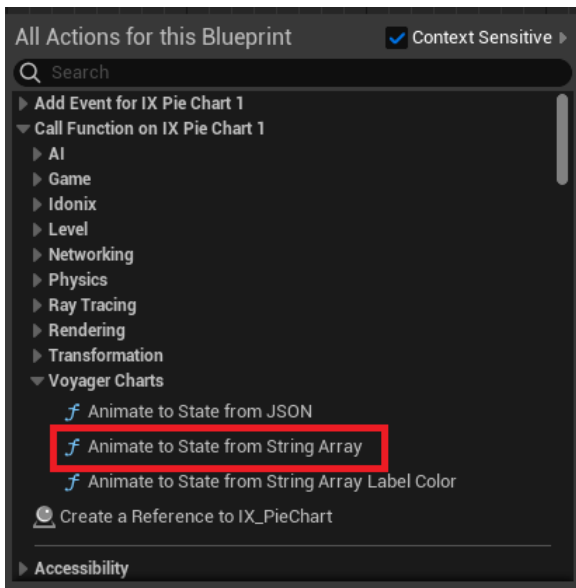 All Actions for this Blueprint Context Sensitive
Search
Add Event for IX Pie Chart 1
Call Function on IX Pie Chart 1
AI
Game
Idonix
Level
Networking
Physics
Ray Tracing
Rendering
Transformation
Voyager Charts
f Animate to State from JSON
f Animate to State from String Array
f Animate to State from String Array Label Color
Create a Reference to IX_PieChart
Accessibility